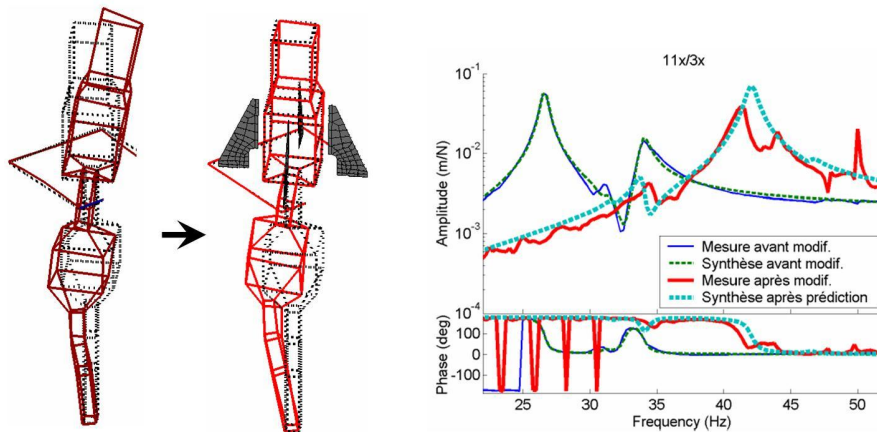 11x/3x
Amplitude (m/N)
10⁻¹
10⁻²
10⁻³
10⁻⁴
Mesure avant modif.
Synthèse avant modif.
Mesure après modif.
Synthèse après prédiction
Phase (deg)
100
0
-100
25 30 35 40 45 50
Frequency (Hz)